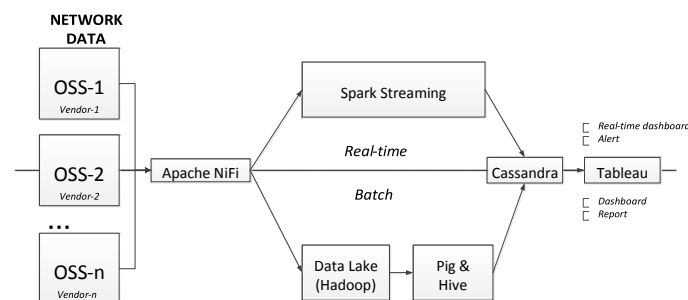 NETWORK
DATA
OSS-1
Vendor-1
OSS-2
Vendor-2
...
OSS-n
Vendor-n
Apache NiFi
Spark Streaming
Real-time
Batch
Data Lake
(Hadoop)
Pig &
Hive
Cassandra
Tableau
Real-time dashboard
Alert
Dashboard
Report